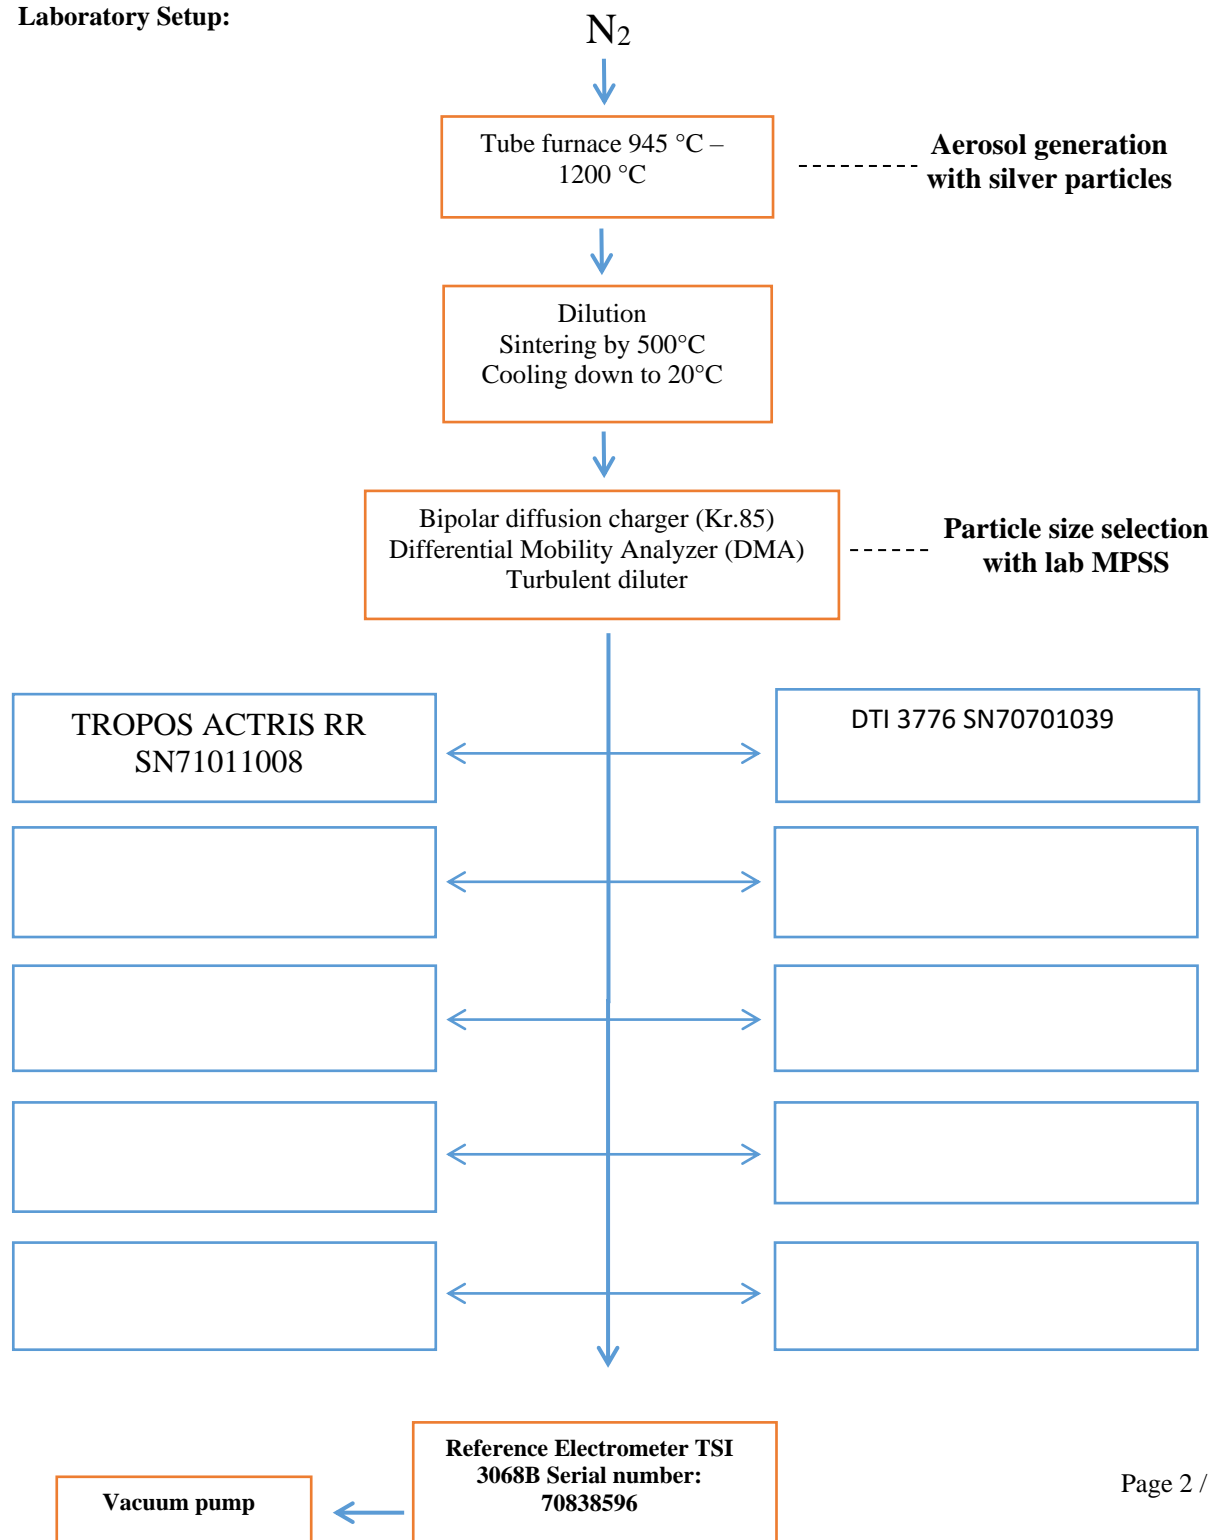 Laboratory Setup:
N₂
Tube furnace 945 °C –
1200 °C
Aerosol generation
with silver particles
Dilution
Sintering by 500°C
Cooling down to 20°C
Bipolar diffusion charger (Kr.85)
Differential Mobility Analyzer (DMA)
Turbulent diluter
Particle size selection
with lab MPSS
TROPOS ACTRIS RR
SN71011008
DTI 3776 SN70701039
Reference Electrometer TSI
3068B Serial number:
70838596
Vacuum pump
Page 2 /